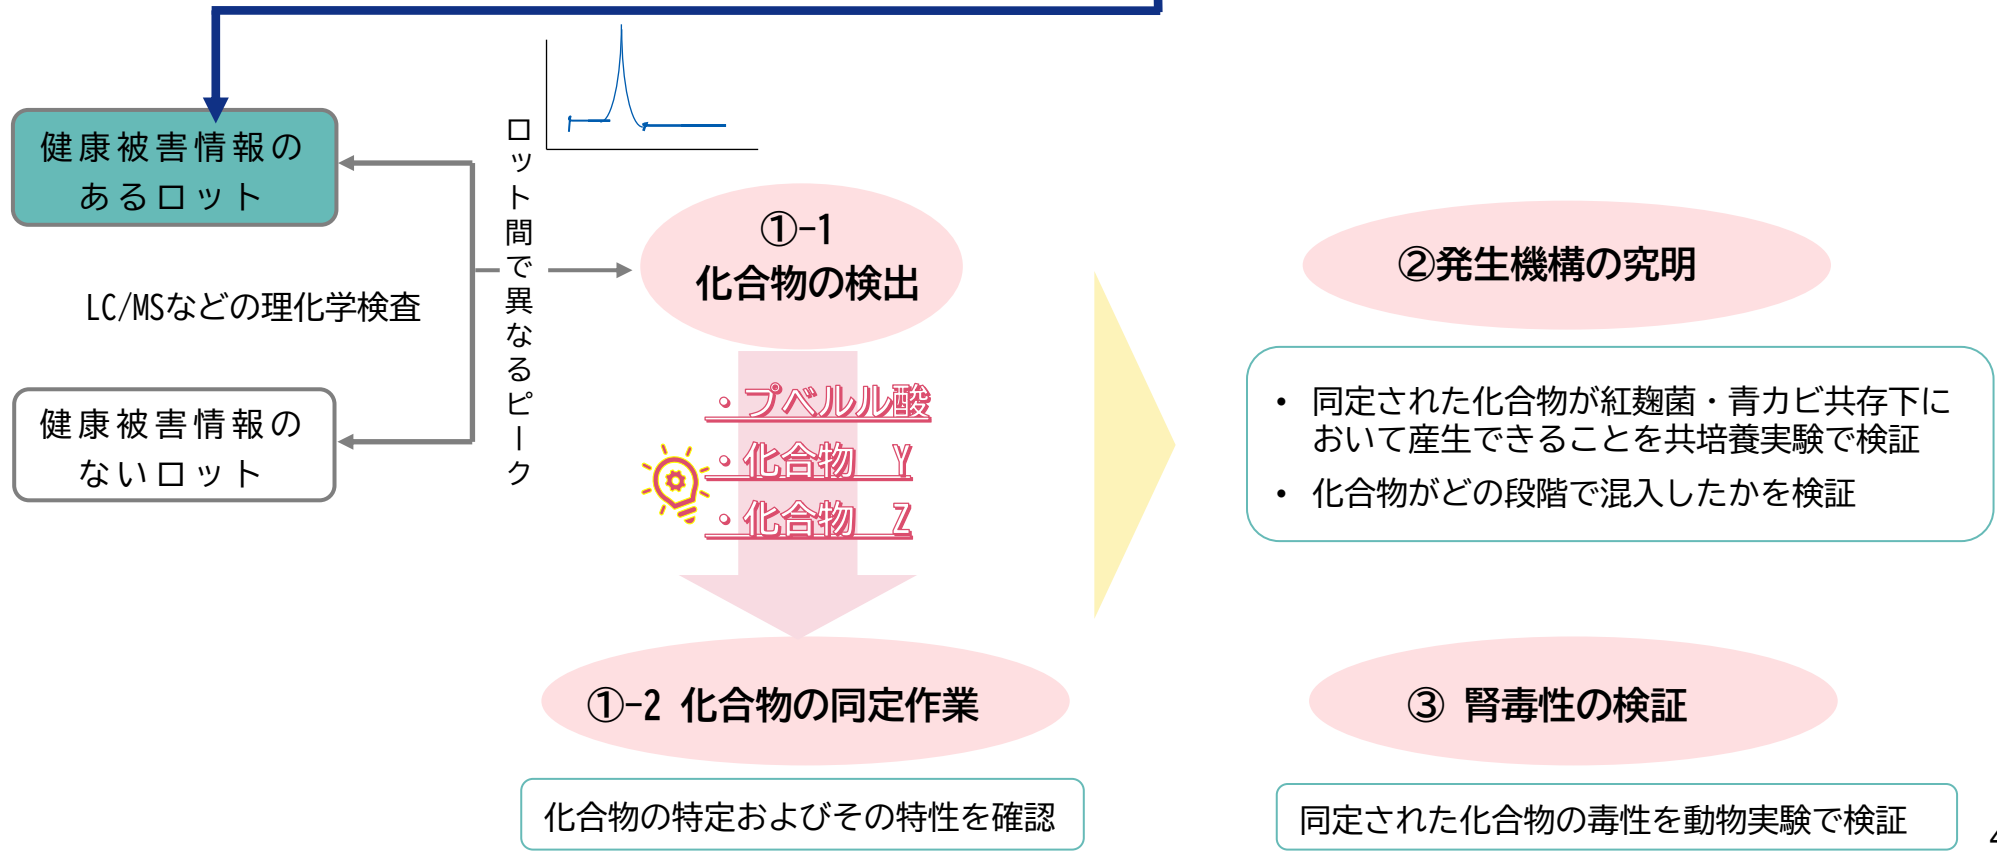 健康被害情報の
あるロット
LC/MSなどの理化学検査
健康被害情報の
ないロット
ロット間で異なるピーク
①-1
化合物の検出
・プベルル酸
・化合物　Y
・化合物　Z
①-2 化合物の同定作業
化合物の特定およびその特性を確認
②発生機構の究明
• 同定された化合物が紅麹菌・青カビ共存下に
おいて産生できることを共培養実験で検証
• 化合物がどの段階で混入したかを検証
③ 腎毒性の検証
同定された化合物の毒性を動物実験で検証